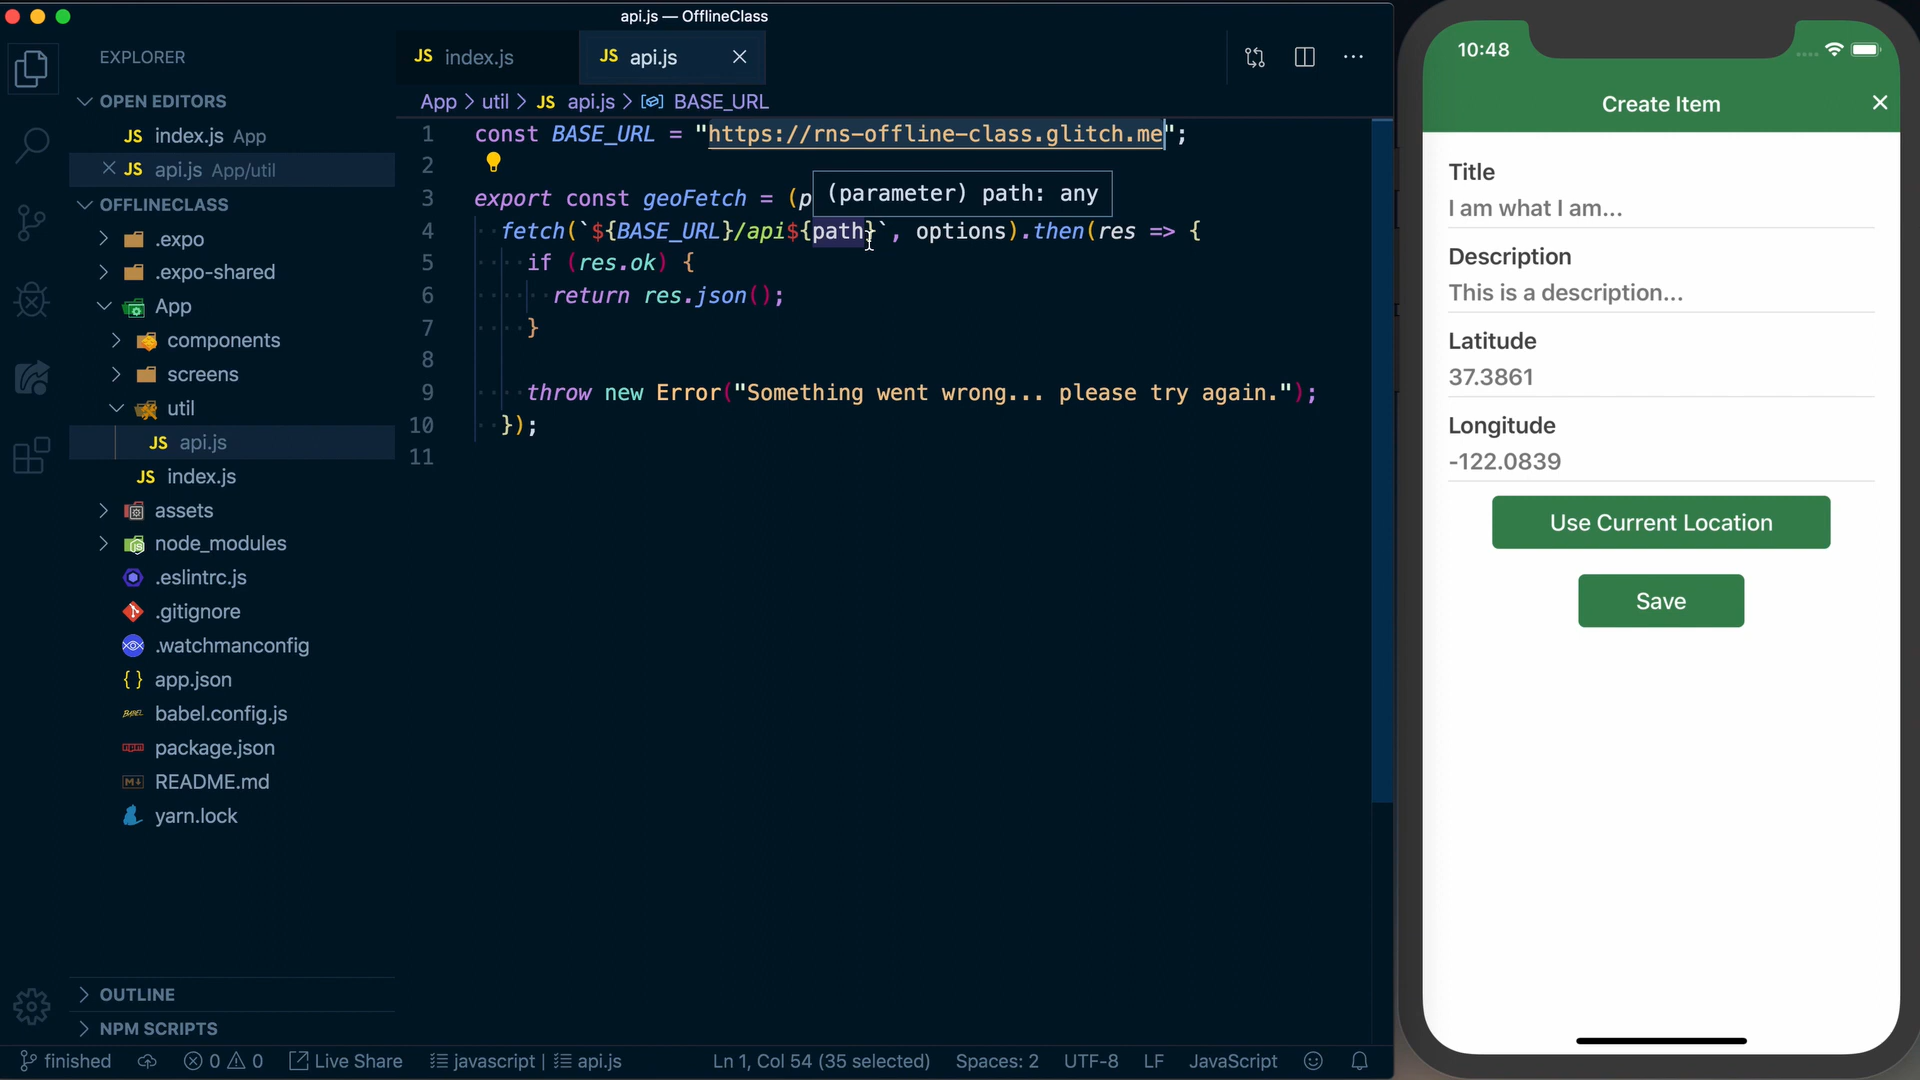 api.js — OfflineClass
EXPLORER
OPEN EDITORS
JS index.js App
JS api.js App/util
OFFLINECLASS
.expo
.expo-shared
App
components
screens
util
JS api.js
JS index.js
assets
node_modules
.eslintrc.js
.gitignore
.watchmanconfig
{ } app.json
BABEL babel.config.js
npm package.json
M↓ README.md
yarn.lock
OUTLINE
NPM SCRIPTS
JS index.js
JS api.js
App > util > JS api.js > BASE_URL
1 const BASE_URL = "https://rns-offline-class.glitch.me";
2
3 export const geoFetch = (p
(parameter) path: any
4 fetch(`${BASE_URL}/api${path}`, options).then(res => {
5 if (res.ok) {
6 return res.json();
7 }
8
9 throw new Error("Something went wrong... please try again.");
10 });
11
finished 0 0 Live Share javascript | api.js Ln 1, Col 54 (35 selected) Spaces: 2 UTF-8 LF JavaScript
10:48
Create Item
Title
I am what I am...
Description
This is a description...
Latitude
37.3861
Longitude
-122.0839
Use Current Location
Save